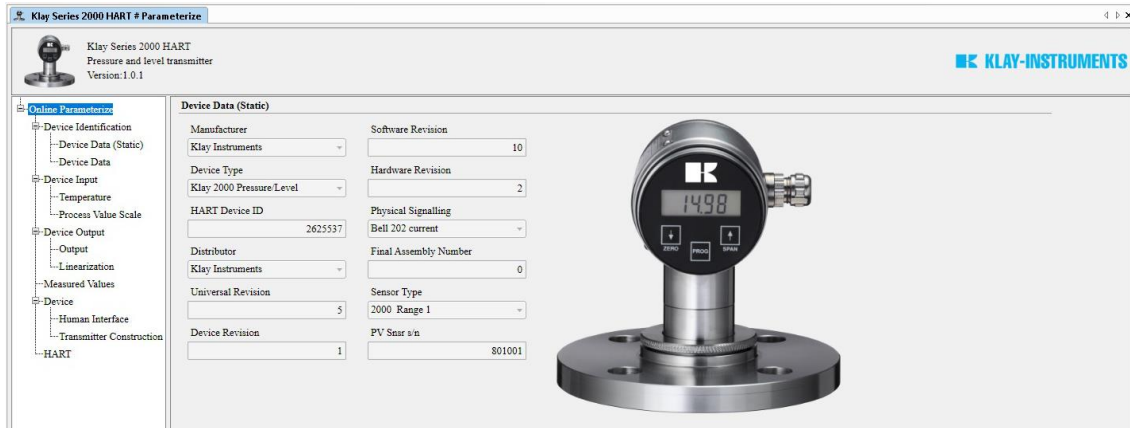 Klay Series 2000 HART # Parameterize
Klay Series 2000 HART
Pressure and level transmitter
Version:1.0.1
KLAY-INSTRUMENTS
Online Parameterize
Device Identification
Device Data (Static)
Device Data
Device Input
Temperature
Process Value Scale
Device Output
Output
Linearization
Measured Values
Device
Human Interface
Transmitter Construction
HART
Device Data (Static)
Manufacturer
Klay Instruments
Device Type
Klay 2000 Pressure/Level
HART Device ID
2625537
Distributor
Klay Instruments
Universal Revision
5
Device Revision
1
Software Revision
10
Hardware Revision
2
Physical Signalling
Bell 202 current
Final Assembly Number
0
Sensor Type
2000 Range 1
PV Snsr s/n
801001
14.98
ZERO
PROG
SPAN